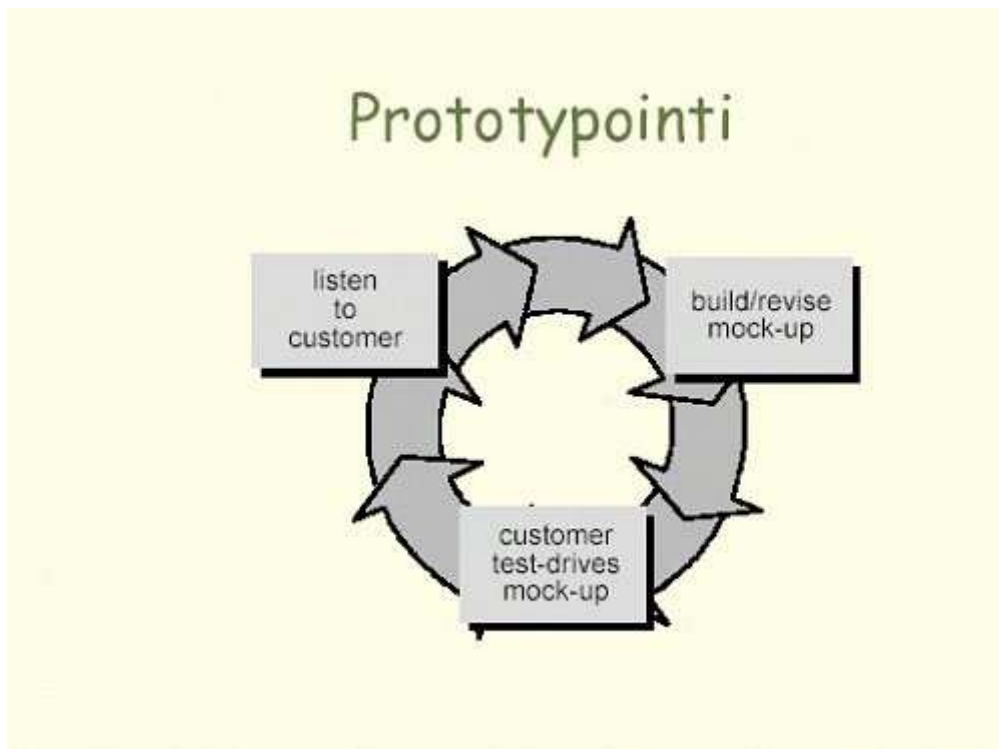 Prototypointi
listen
to
customer
build/revise
mock-up
customer
test-drives
mock-up